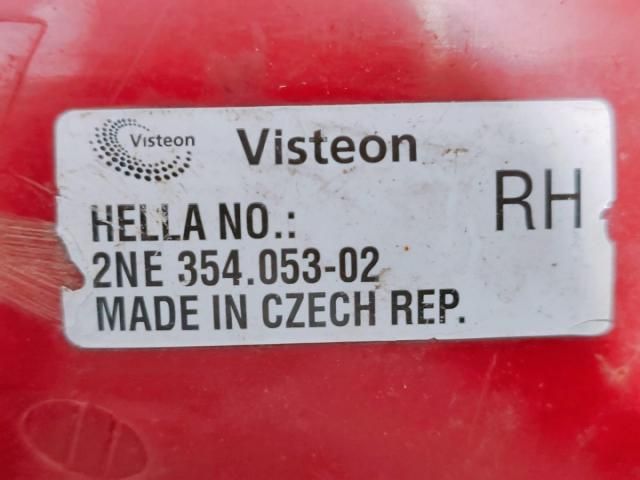 Visteon Visteon
RH
HELLA NO.:
2NE 354.053-02
MADE IN CZECH REP.